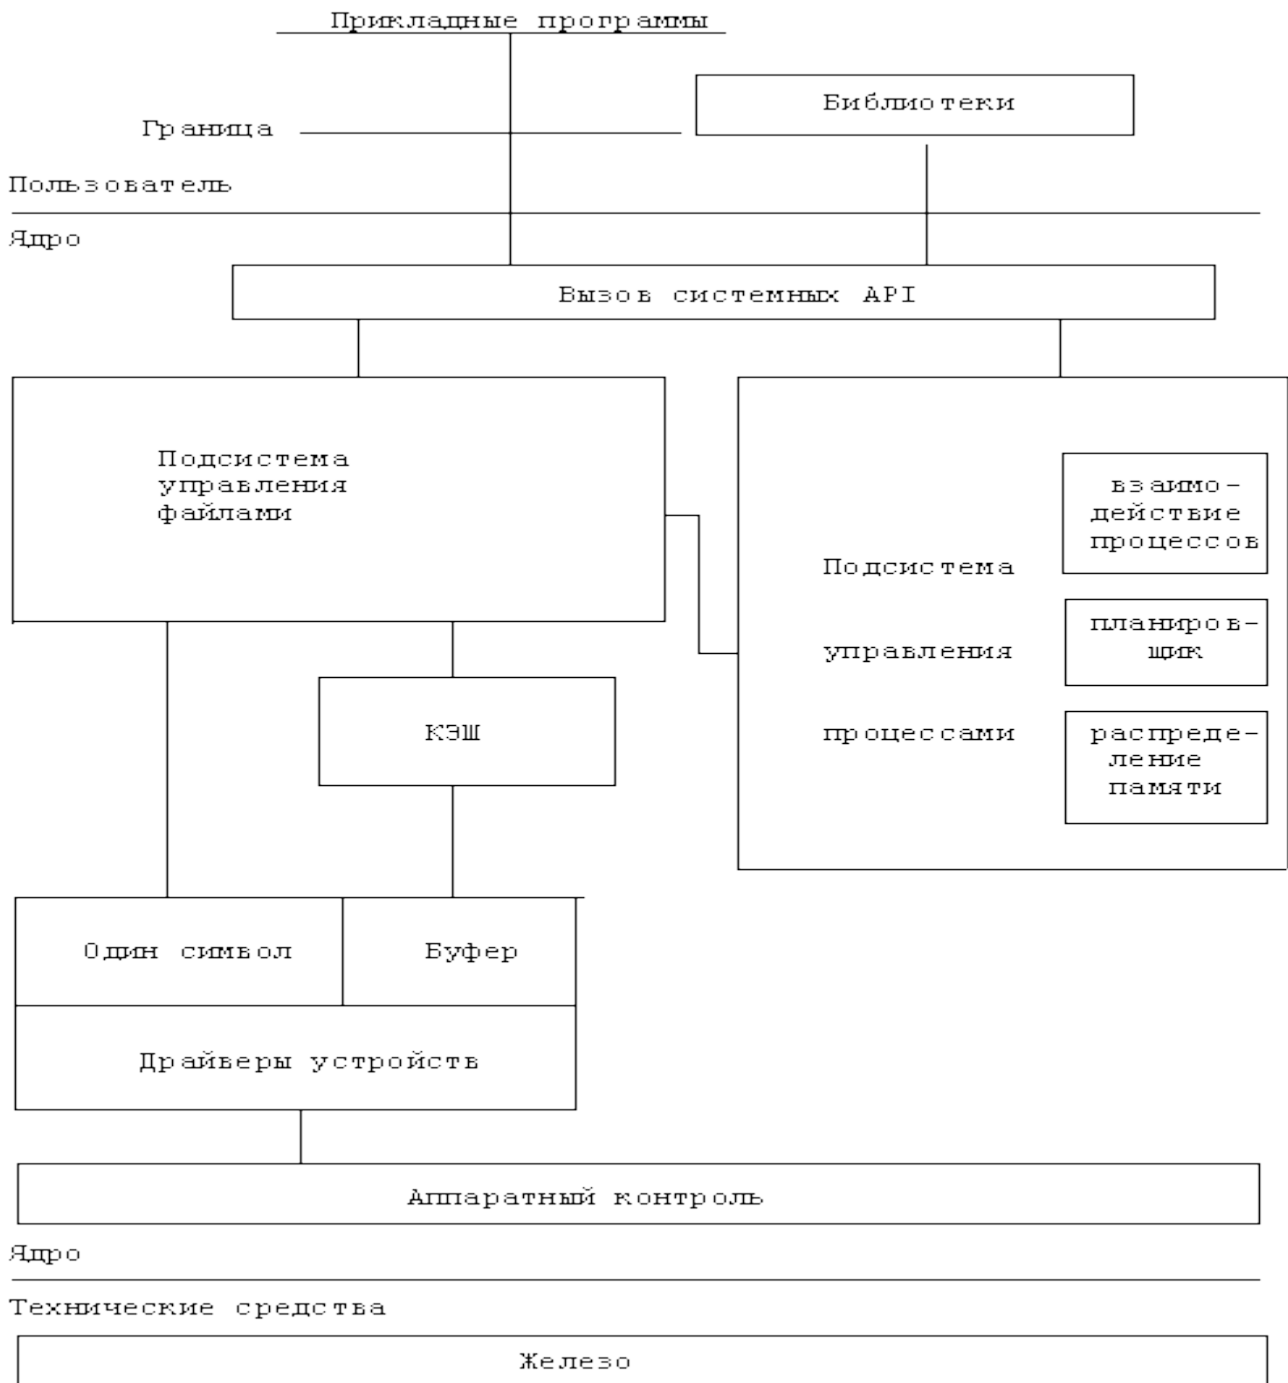 Прикладные программы
Библиотеки
Граница
Пользователь
Ядро
Вызов системных API
Подсистема
управления
файлами
взаимо-
действие
процессов
Подсистема
планиров-
щик
управления
КЭШ
процессами
распреде-
ление
памяти
Один символ
Буфер
Драйверы устройств
Аппаратный контроль
Ядро
Технические средства
Железо